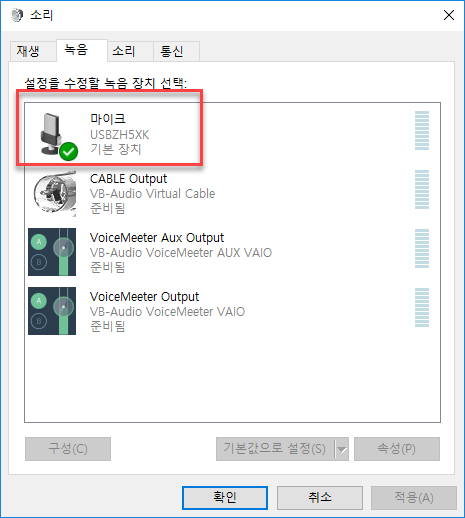 소리
재생
녹음
소리
통신
설정을 수정할 녹음 장치 선택:
마이크
USBZH5XK
기본 장치
CABLE Output
VB-Audio Virtual Cable
준비됨
A
B
VoiceMeeter Aux Output
VB-Audio VoiceMeeter AUX VAIO
준비됨
A
B
VoiceMeeter Output
VB-Audio VoiceMeeter VAIO
준비됨
구성(C)
기본값으로 설정(S)
속성(P)
확인
취소
적용(A)